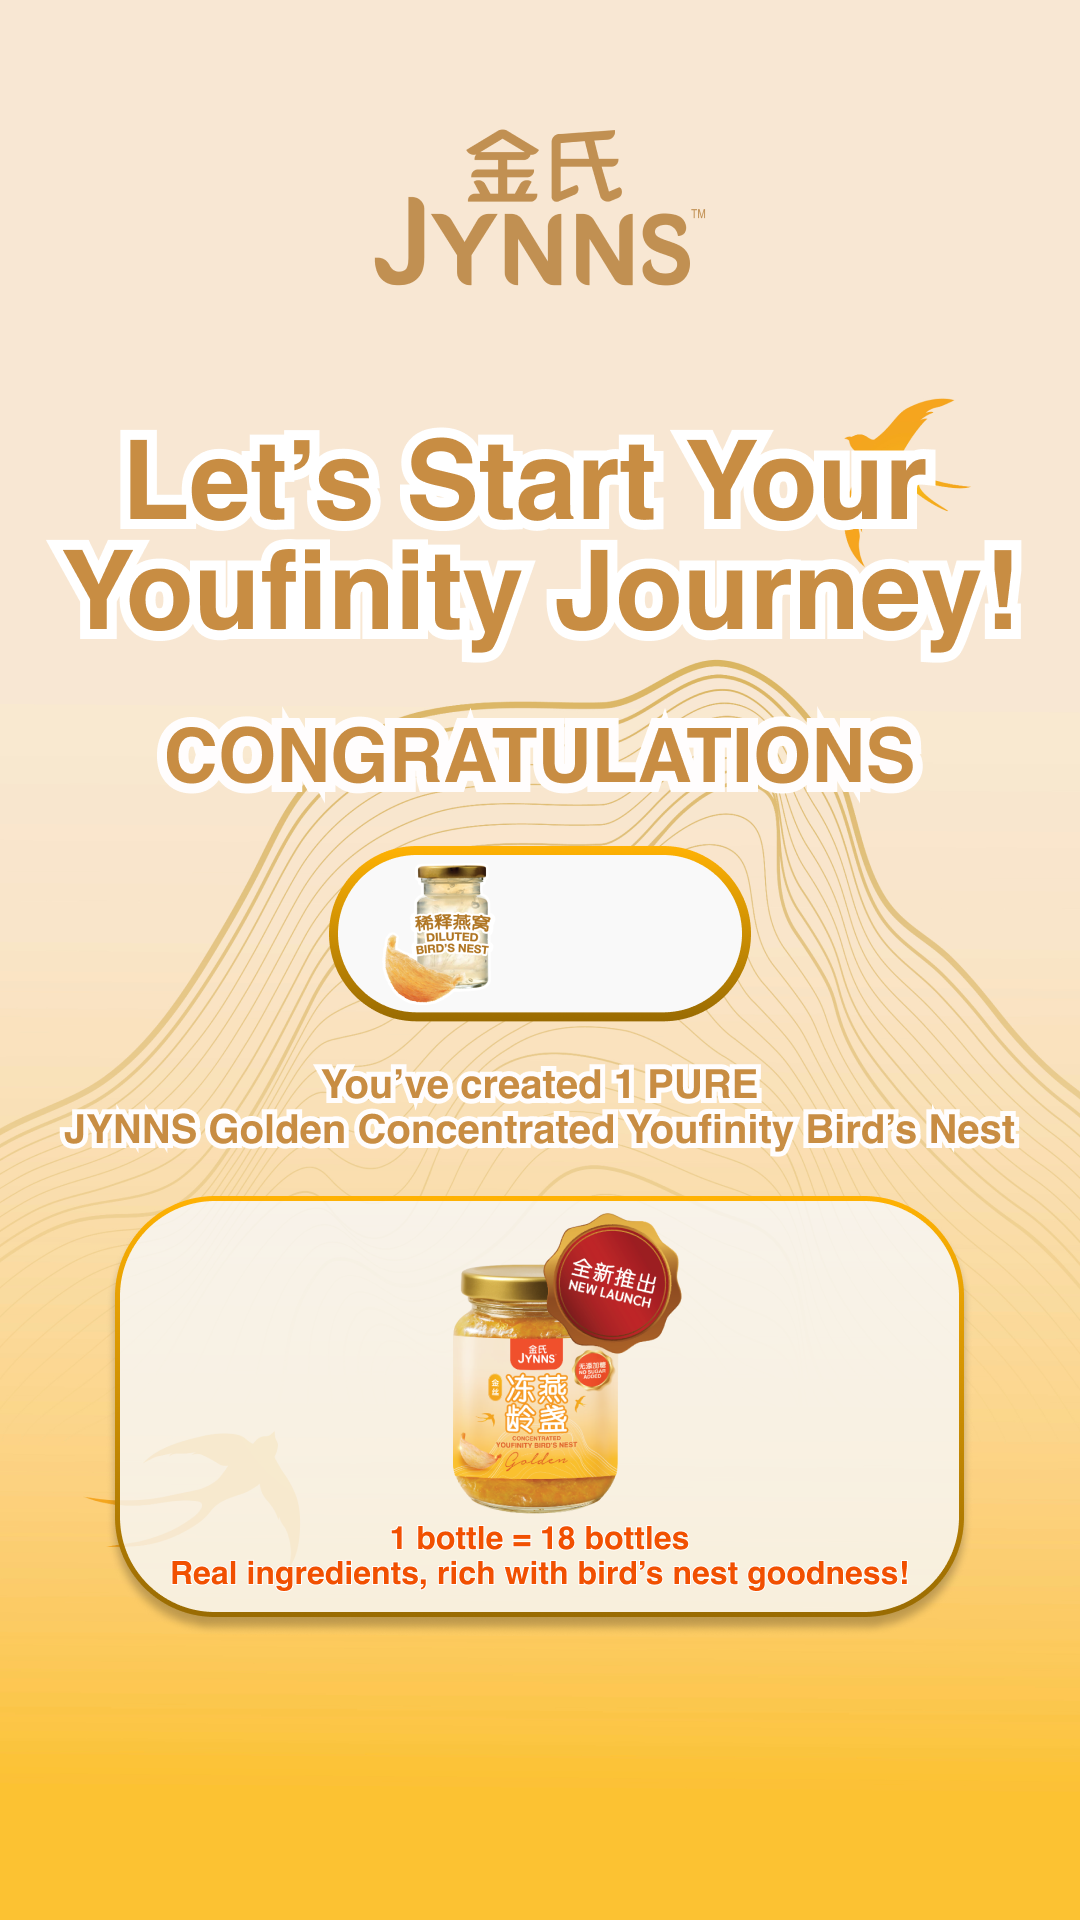 金氏
JYNNS™
Let's Start Your
Youfinity Journey!
CONGRATULATIONS
稀释燕窝
DILUTED
BIRD'S NEST
You've created 1 PURE
JYNNS Golden Concentrated Youfinity Bird's Nest
全新推出
NEW LAUNCH
金氏
JYNNS
无添加糖
NO SUGAR
ADDED
金丝
冻燕
龄盏
CONCENTRATED
YOUFINITY BIRD'S NEST
Golden
1 bottle = 18 bottles
Real ingredients, rich with bird's nest goodness!